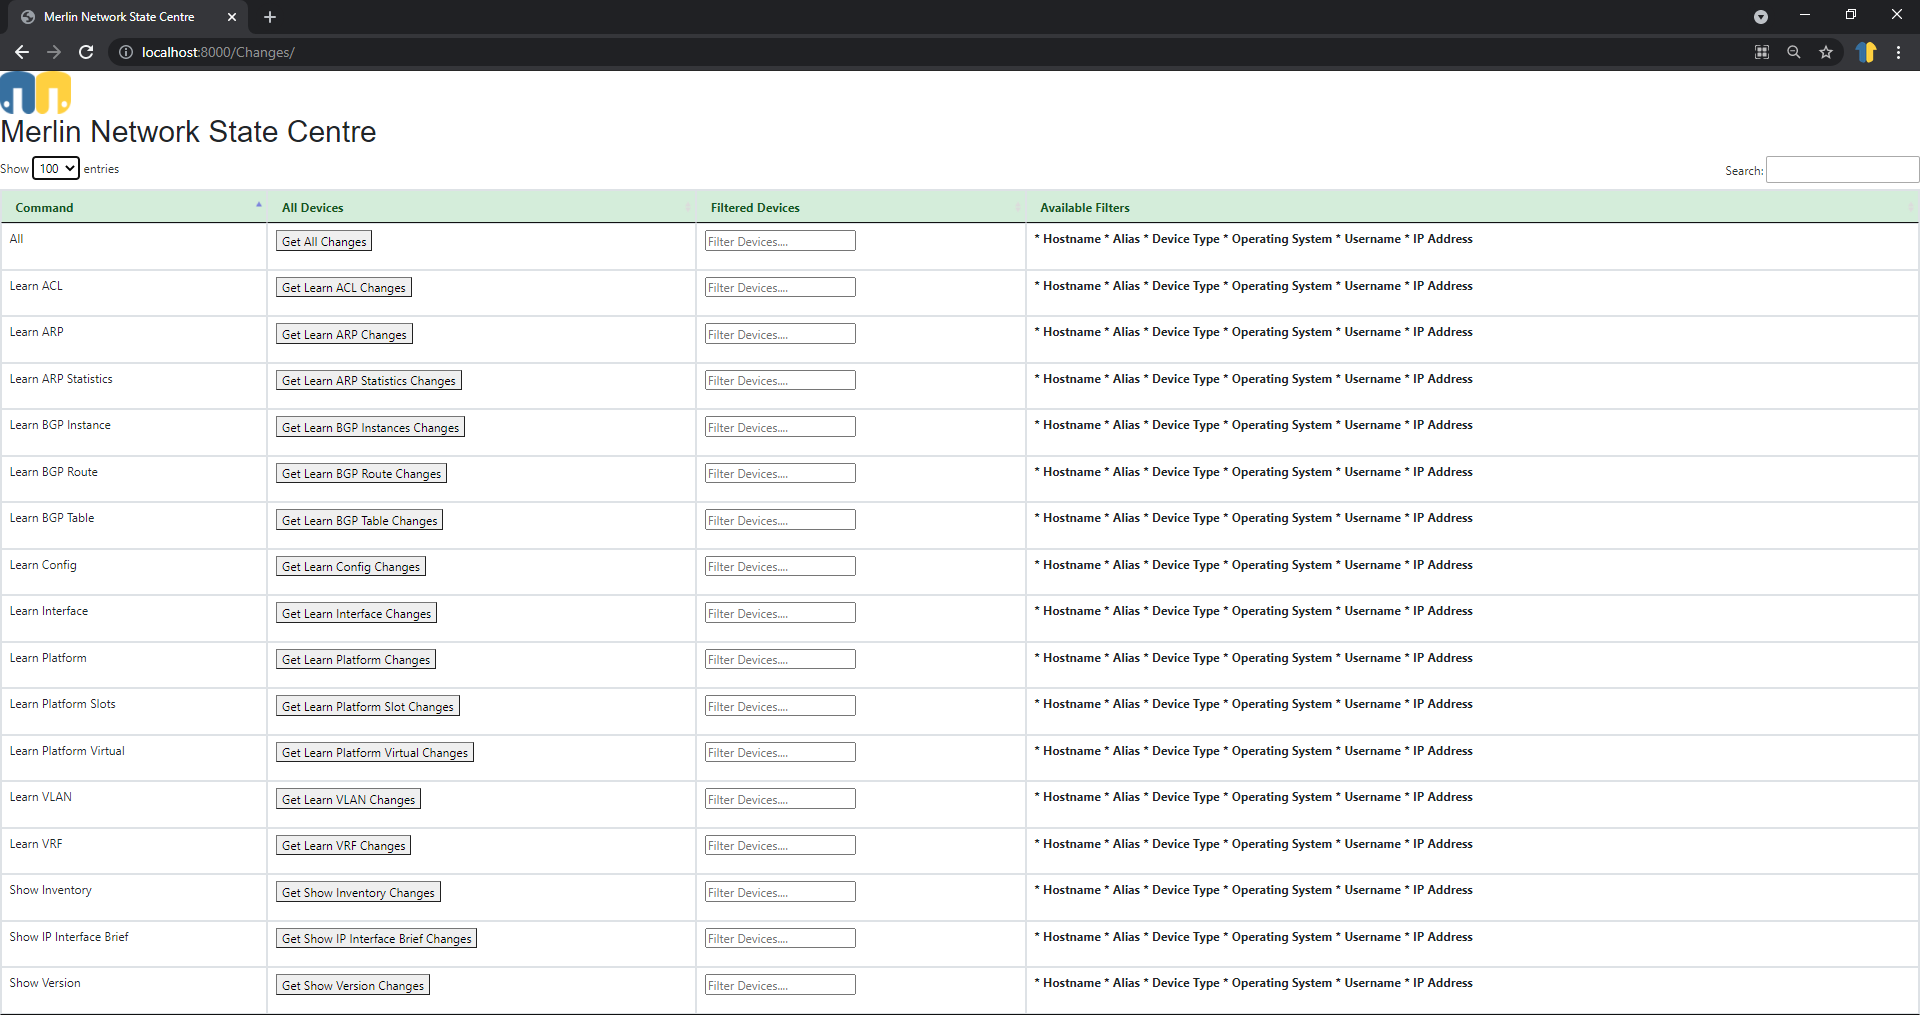 Merlin Network State Centre
localhost:8000/Changes/
Merlin Network State Centre
Show 100 entries Search:
Command All Devices Filtered Devices Available Filters
All Get All Changes Filter Devices.... * Hostname * Alias * Device Type * Operating System * Username * IP Address
Learn ACL Get Learn ACL Changes Filter Devices.... * Hostname * Alias * Device Type * Operating System * Username * IP Address
Learn ARP Get Learn ARP Changes Filter Devices.... * Hostname * Alias * Device Type * Operating System * Username * IP Address
Learn ARP Statistics Get Learn ARP Statistics Changes Filter Devices.... * Hostname * Alias * Device Type * Operating System * Username * IP Address
Learn BGP Instance Get Learn BGP Instances Changes Filter Devices.... * Hostname * Alias * Device Type * Operating System * Username * IP Address
Learn BGP Route Get Learn BGP Route Changes Filter Devices.... * Hostname * Alias * Device Type * Operating System * Username * IP Address
Learn BGP Table Get Learn BGP Table Changes Filter Devices.... * Hostname * Alias * Device Type * Operating System * Username * IP Address
Learn Config Get Learn Config Changes Filter Devices.... * Hostname * Alias * Device Type * Operating System * Username * IP Address
Learn Interface Get Learn Interface Changes Filter Devices.... * Hostname * Alias * Device Type * Operating System * Username * IP Address
Learn Platform Get Learn Platform Changes Filter Devices.... * Hostname * Alias * Device Type * Operating System * Username * IP Address
Learn Platform Slots Get Learn Platform Slot Changes Filter Devices.... * Hostname * Alias * Device Type * Operating System * Username * IP Address
Learn Platform Virtual Get Learn Platform Virtual Changes Filter Devices.... * Hostname * Alias * Device Type * Operating System * Username * IP Address
Learn VLAN Get Learn VLAN Changes Filter Devices.... * Hostname * Alias * Device Type * Operating System * Username * IP Address
Learn VRF Get Learn VRF Changes Filter Devices.... * Hostname * Alias * Device Type * Operating System * Username * IP Address
Show Inventory Get Show Inventory Changes Filter Devices.... * Hostname * Alias * Device Type * Operating System * Username * IP Address
Show IP Interface Brief Get Show IP Interface Brief Changes Filter Devices.... * Hostname * Alias * Device Type * Operating System * Username * IP Address
Show Version Get Show Version Changes Filter Devices.... * Hostname * Alias * Device Type * Operating System * Username * IP Address